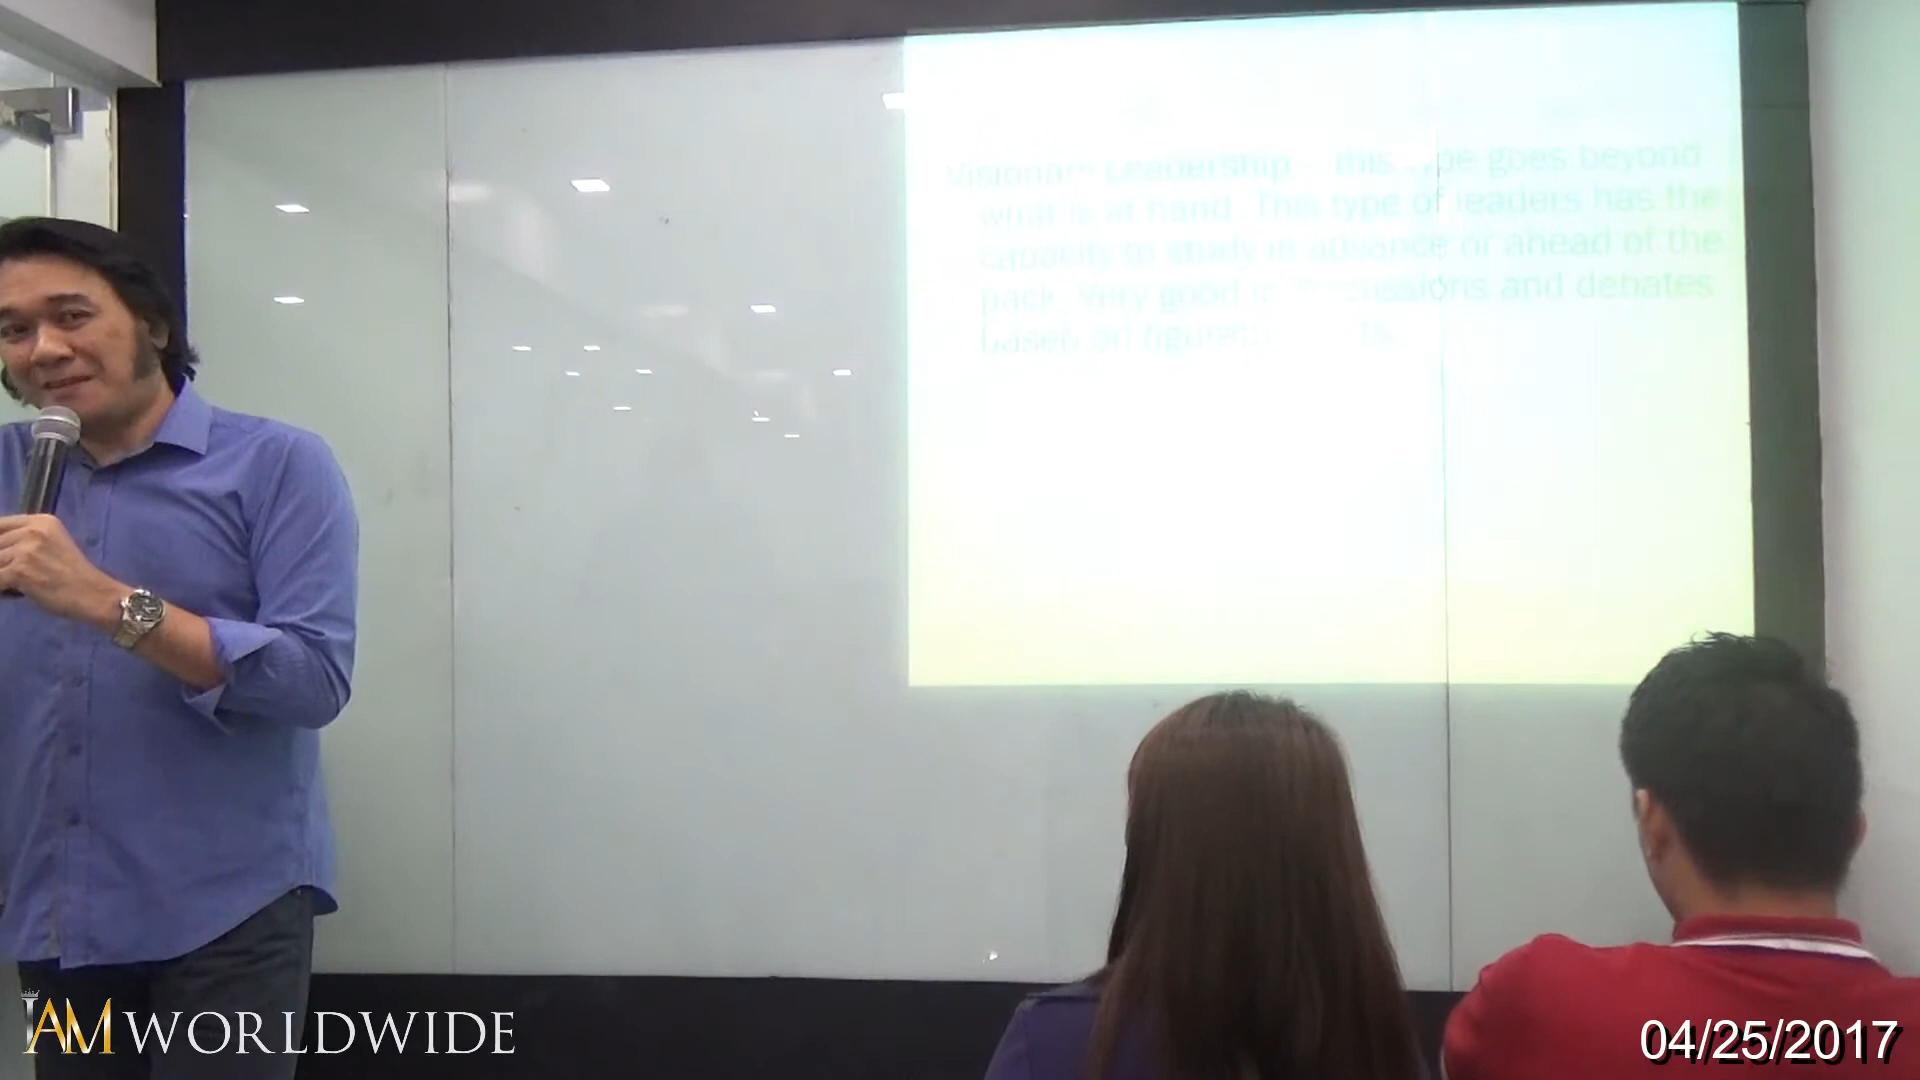 Visionary Leadership - this type goes beyond
what is at hand. This type of leaders has the
capacity to study in advance or ahead of the
pack. Very good in discussions and debates
based on
IAM WORLDWIDE
04/25/2017